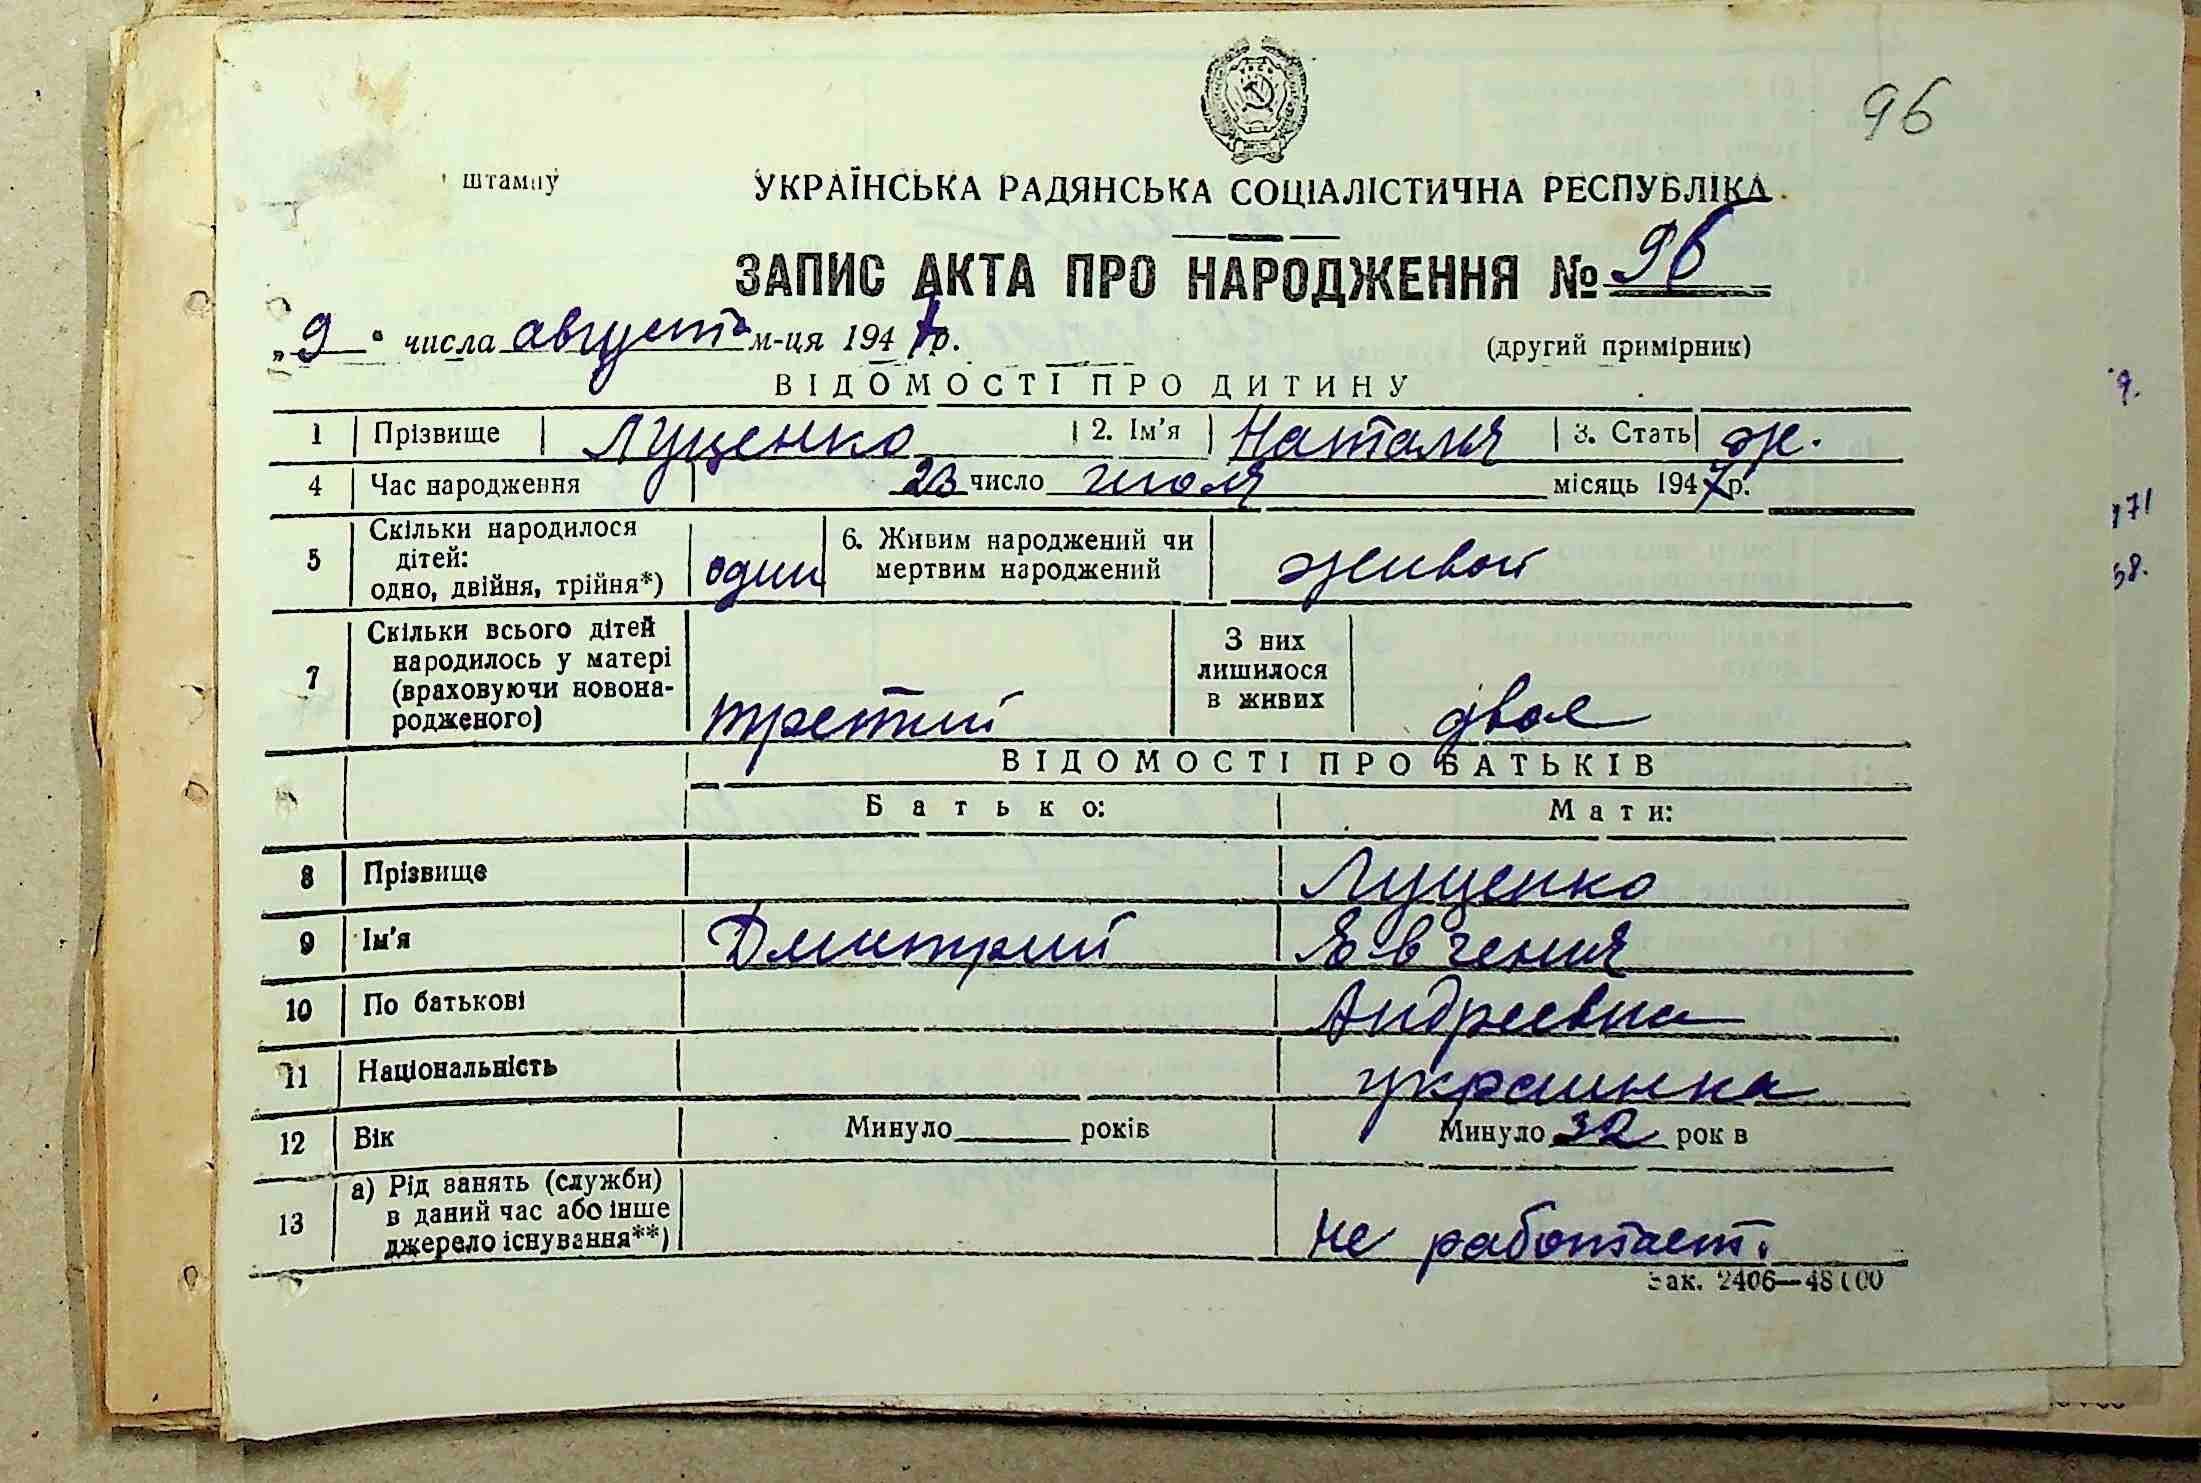 96
штампу
УКРАЇНСЬКА РАДЯНСЬКА СОЦІАЛІСТИЧНА РЕСПУБЛІКА
ЗАПИС АКТА ПРО НАРОДЖЕННЯ № 96
„9" числа августа м-ця 1947 р.
(другий примірник)
ВІДОМОСТІ ПРО ДИТИНУ
1 Прізвище Луценко 2. Ім'я Наталия 3. Стать ж.
4 Час народження 23 число июля місяць 1947 р.
5 Скільки народилося дітей: одно, двійня, трійня*) один 6. Живим народжений чи мертвим народжений живой
7 Скільки всього дітей народилось у матері (враховуючи новонародженого) третий З них лишилося в живих двое
ВІДОМОСТІ ПРО БАТЬКІВ
Батько: Мати:
8 Прізвище Луценко
9 Ім'я Дмитрий Евгения
10 По батькові Андреевна
11 Національність украинка
12 Вік Минуло ____ років Минуло 32 рок в
13 а) Рід занять (служби) в даний час або інше джерело існування**) не работает.
Зак. 2406—48000